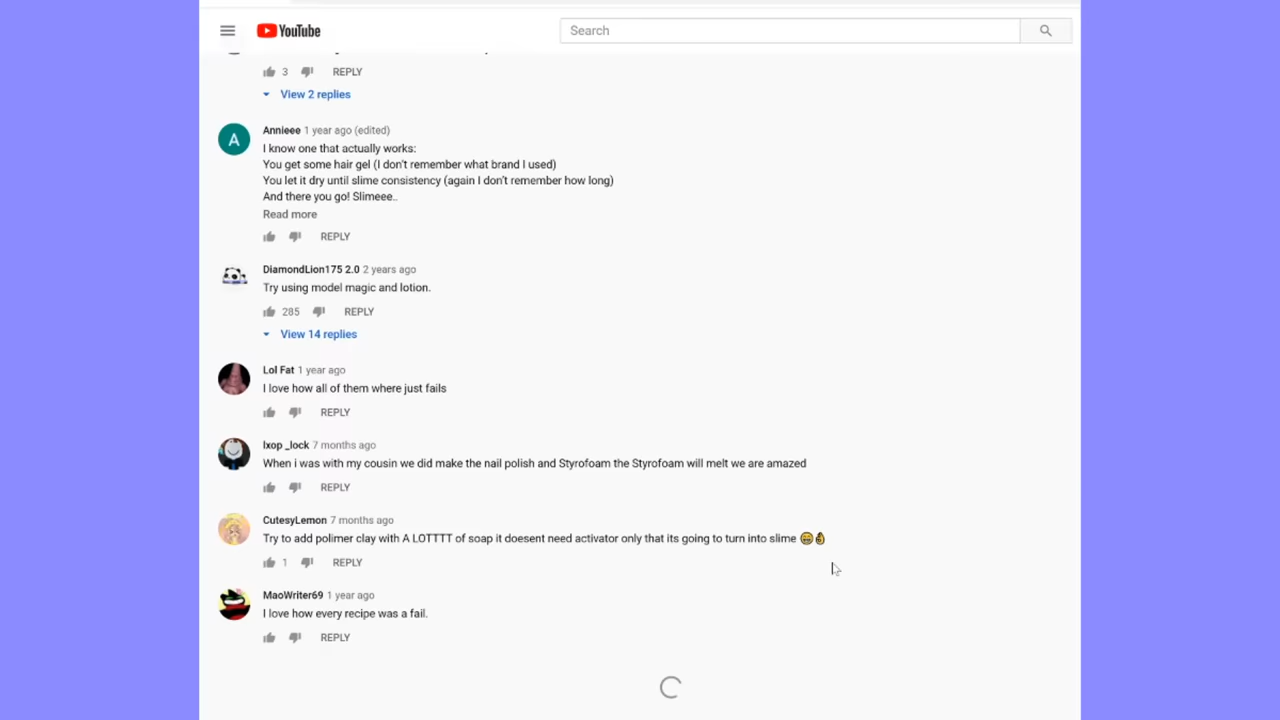 YouTube
Search
3 REPLY
View 2 replies
A
Annieee 1 year ago (edited)
I know one that actually works:
You get some hair gel (I don't remember what brand I used)
You let it dry until slime consistency (again I don't remember how long)
And there you go! Slimeee..
Read more
REPLY
DiamondLion175 2.0 2 years ago
Try using model magic and lotion.
285 REPLY
View 14 replies
Lol Fat 1 year ago
I love how all of them where just fails
REPLY
lxop _lock 7 months ago
When i was with my cousin we did make the nail polish and Styrofoam the Styrofoam will melt we are amazed
REPLY
CutesyLemon 7 months ago
Try to add polimer clay with A LOTTTT of soap it doesent need activator only that its going to turn into slime 😁👌
1 REPLY
MaoWriter69 1 year ago
I love how every recipe was a fail.
REPLY